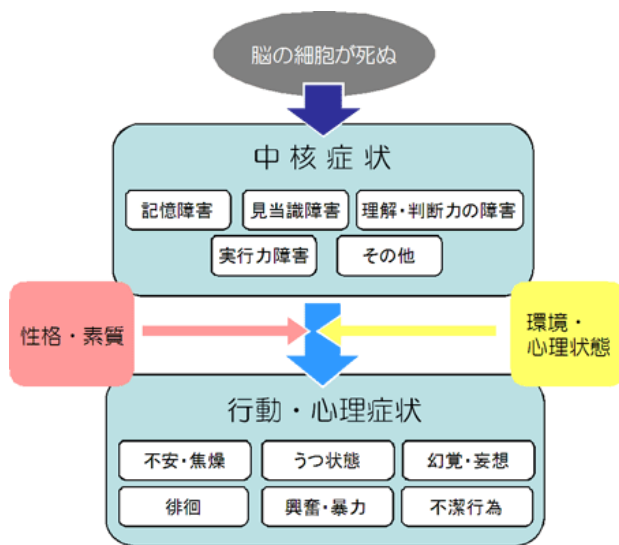 脳の細胞が死ぬ
中核症状
記憶障害
見当識障害
理解・判断力の障害
実行力障害
その他
性格・素質
環境・
心理状態
行動・心理症状
不安・焦燥
うつ状態
幻覚・妄想
徘徊
興奮・暴力
不潔行為